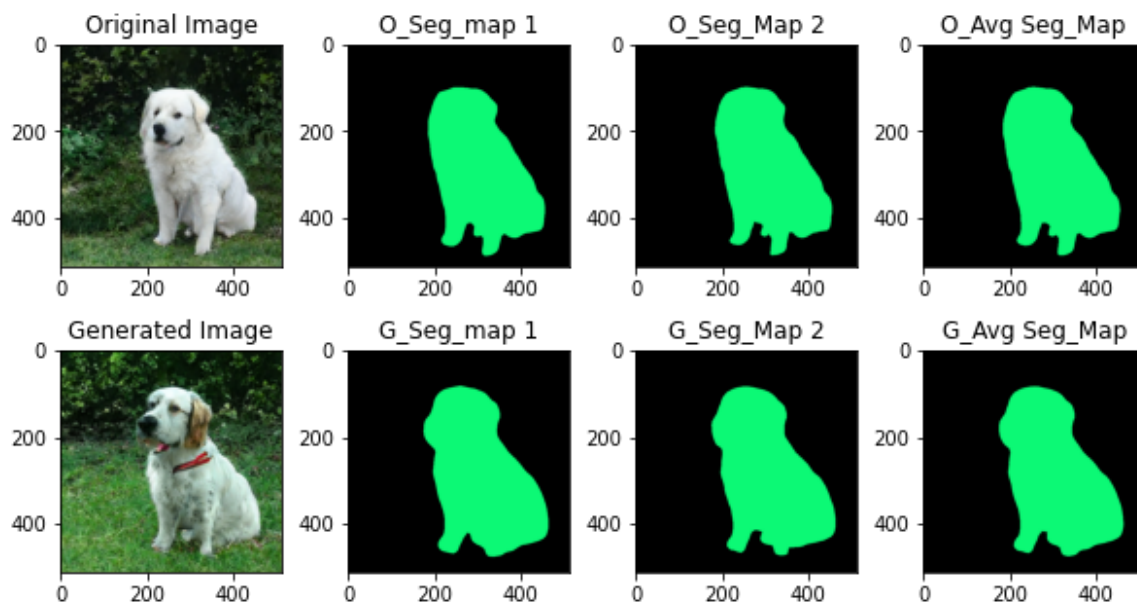 Original Image O_Seg_map 1 O_Seg_Map 2 O_Avg Seg_Map
0 0 0 0
200 200 200 200
400 400 400 400
0 200 400 0 200 400 0 200 400 0 200 400
Generated Image G_Seg_map 1 G_Seg_Map 2 G_Avg Seg_Map
0 0 0 0
200 200 200 200
400 400 400 400
0 200 400 0 200 400 0 200 400 0 200 400